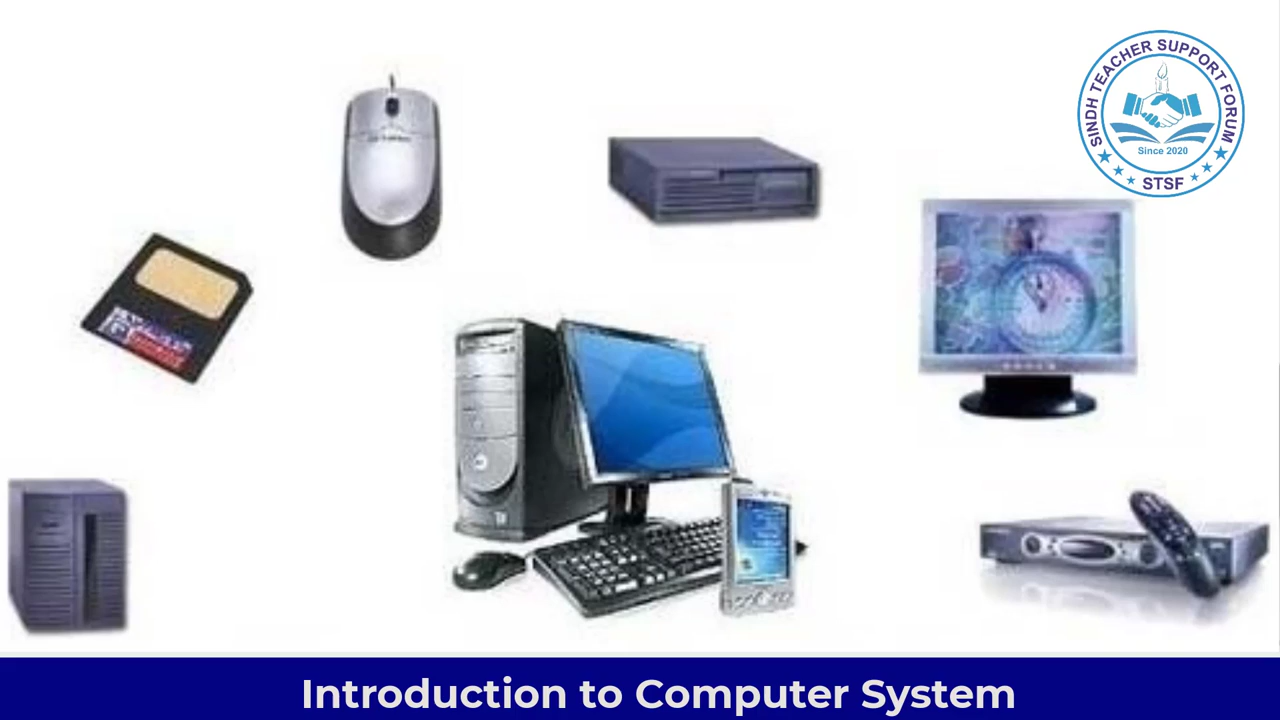 SINDH TEACHER SUPPORT FORUM
Since 2020
STSF
Introduction to Computer System